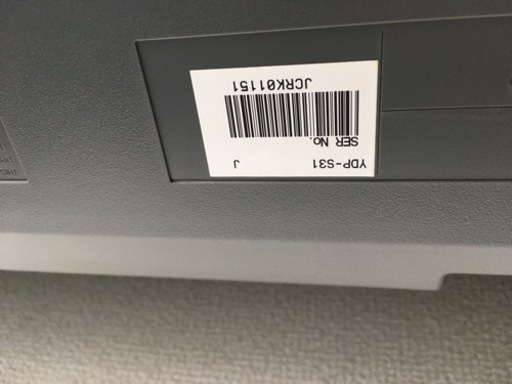 YDP-S31 J
SER No.
JCRK01151